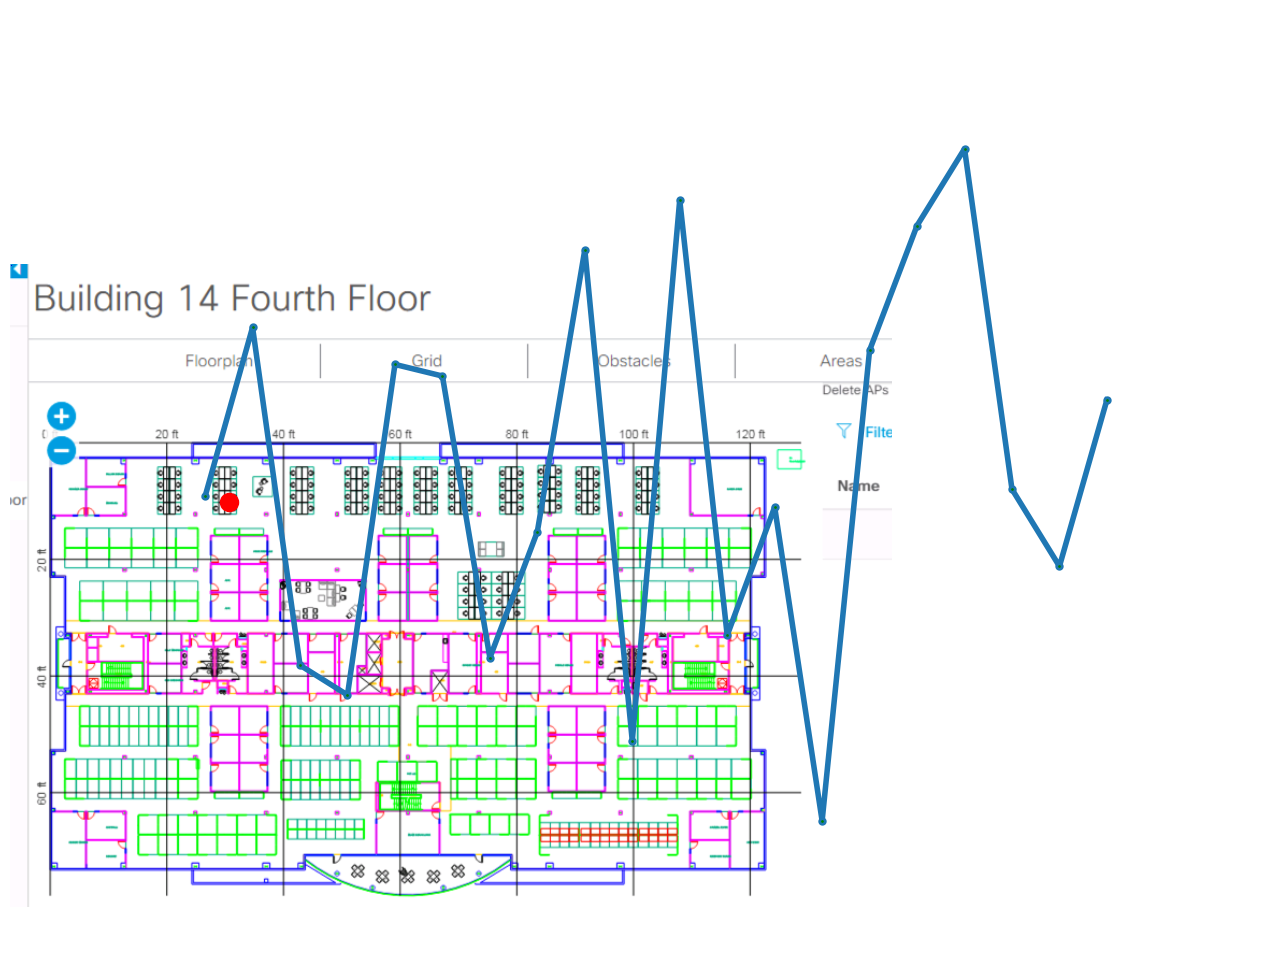 Building 14 Fourth Floor
Floorplan
Grid
Obstacles
Areas
Delete APs
20 ft
40 ft
60 ft
80 ft
100 ft
120 ft
Filte
Name
oor
20 ft
40 ft
60 ft